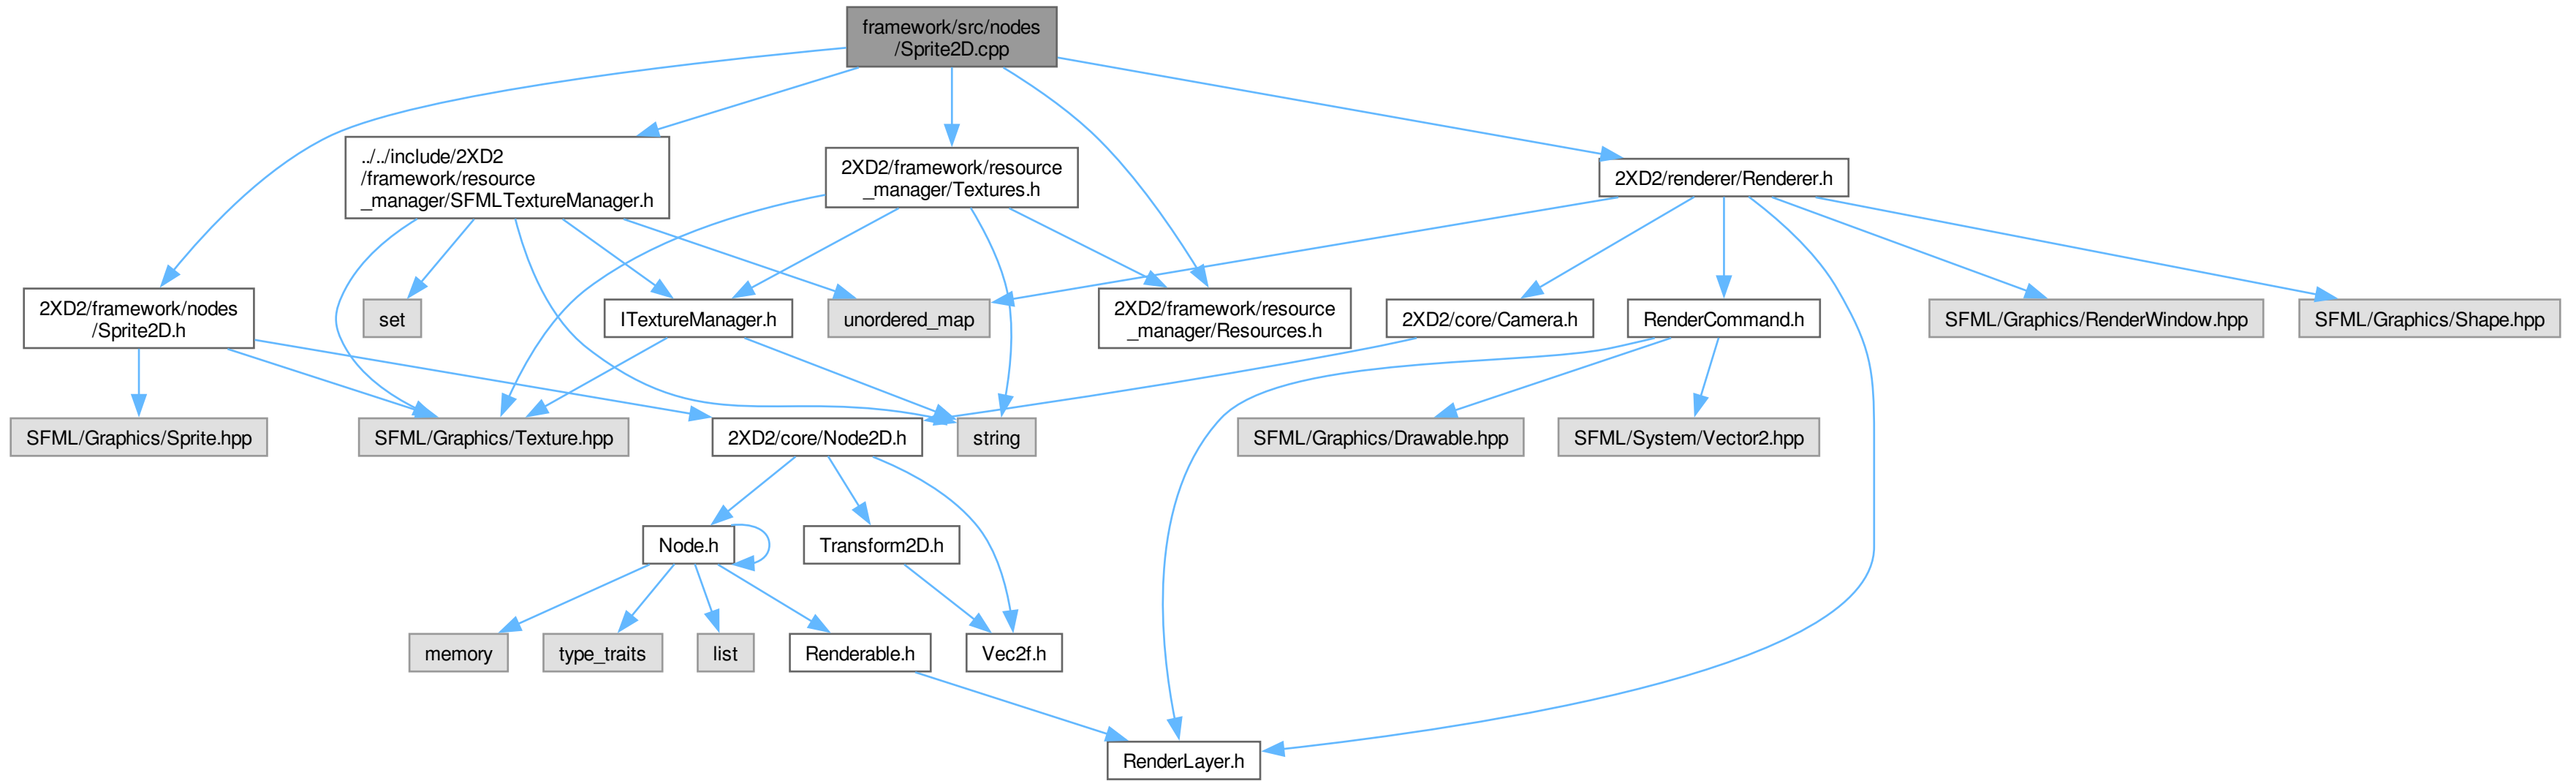 framework/src/nodes
/Sprite2D.cpp
../../include/2XD2
/framework/resource
_manager/SFMLTextureManager.h
2XD2/framework/resource
_manager/Textures.h
2XD2/renderer/Renderer.h
2XD2/framework/nodes
/Sprite2D.h
set
ITextureManager.h
unordered_map
2XD2/framework/resource
_manager/Resources.h
2XD2/core/Camera.h
RenderCommand.h
SFML/Graphics/RenderWindow.hpp
SFML/Graphics/Shape.hpp
SFML/Graphics/Sprite.hpp
SFML/Graphics/Texture.hpp
2XD2/core/Node2D.h
string
SFML/Graphics/Drawable.hpp
SFML/System/Vector2.hpp
Node.h
Transform2D.h
memory
type_traits
list
Renderable.h
Vec2f.h
RenderLayer.h